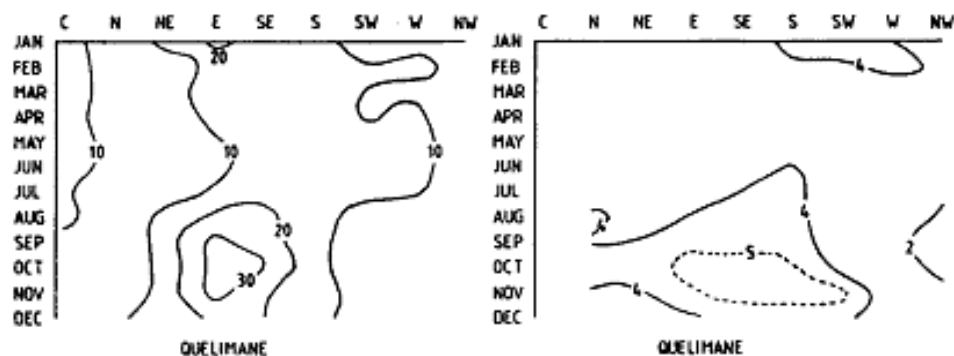 C N NE E SE S SW W NW
JAN
FEB
MAR
APR
MAY
JUN
JUL
AUG
SEP
OCT
NOV
DEC
20
10
10
10
20
30
QUELIMANE
C N NE E SE S SW W NW
JAN
FEB
MAR
APR
MAY
JUN
JUL
AUG
SEP
OCT
NOV
DEC
4
4
4
2
5
4
QUELIMANE